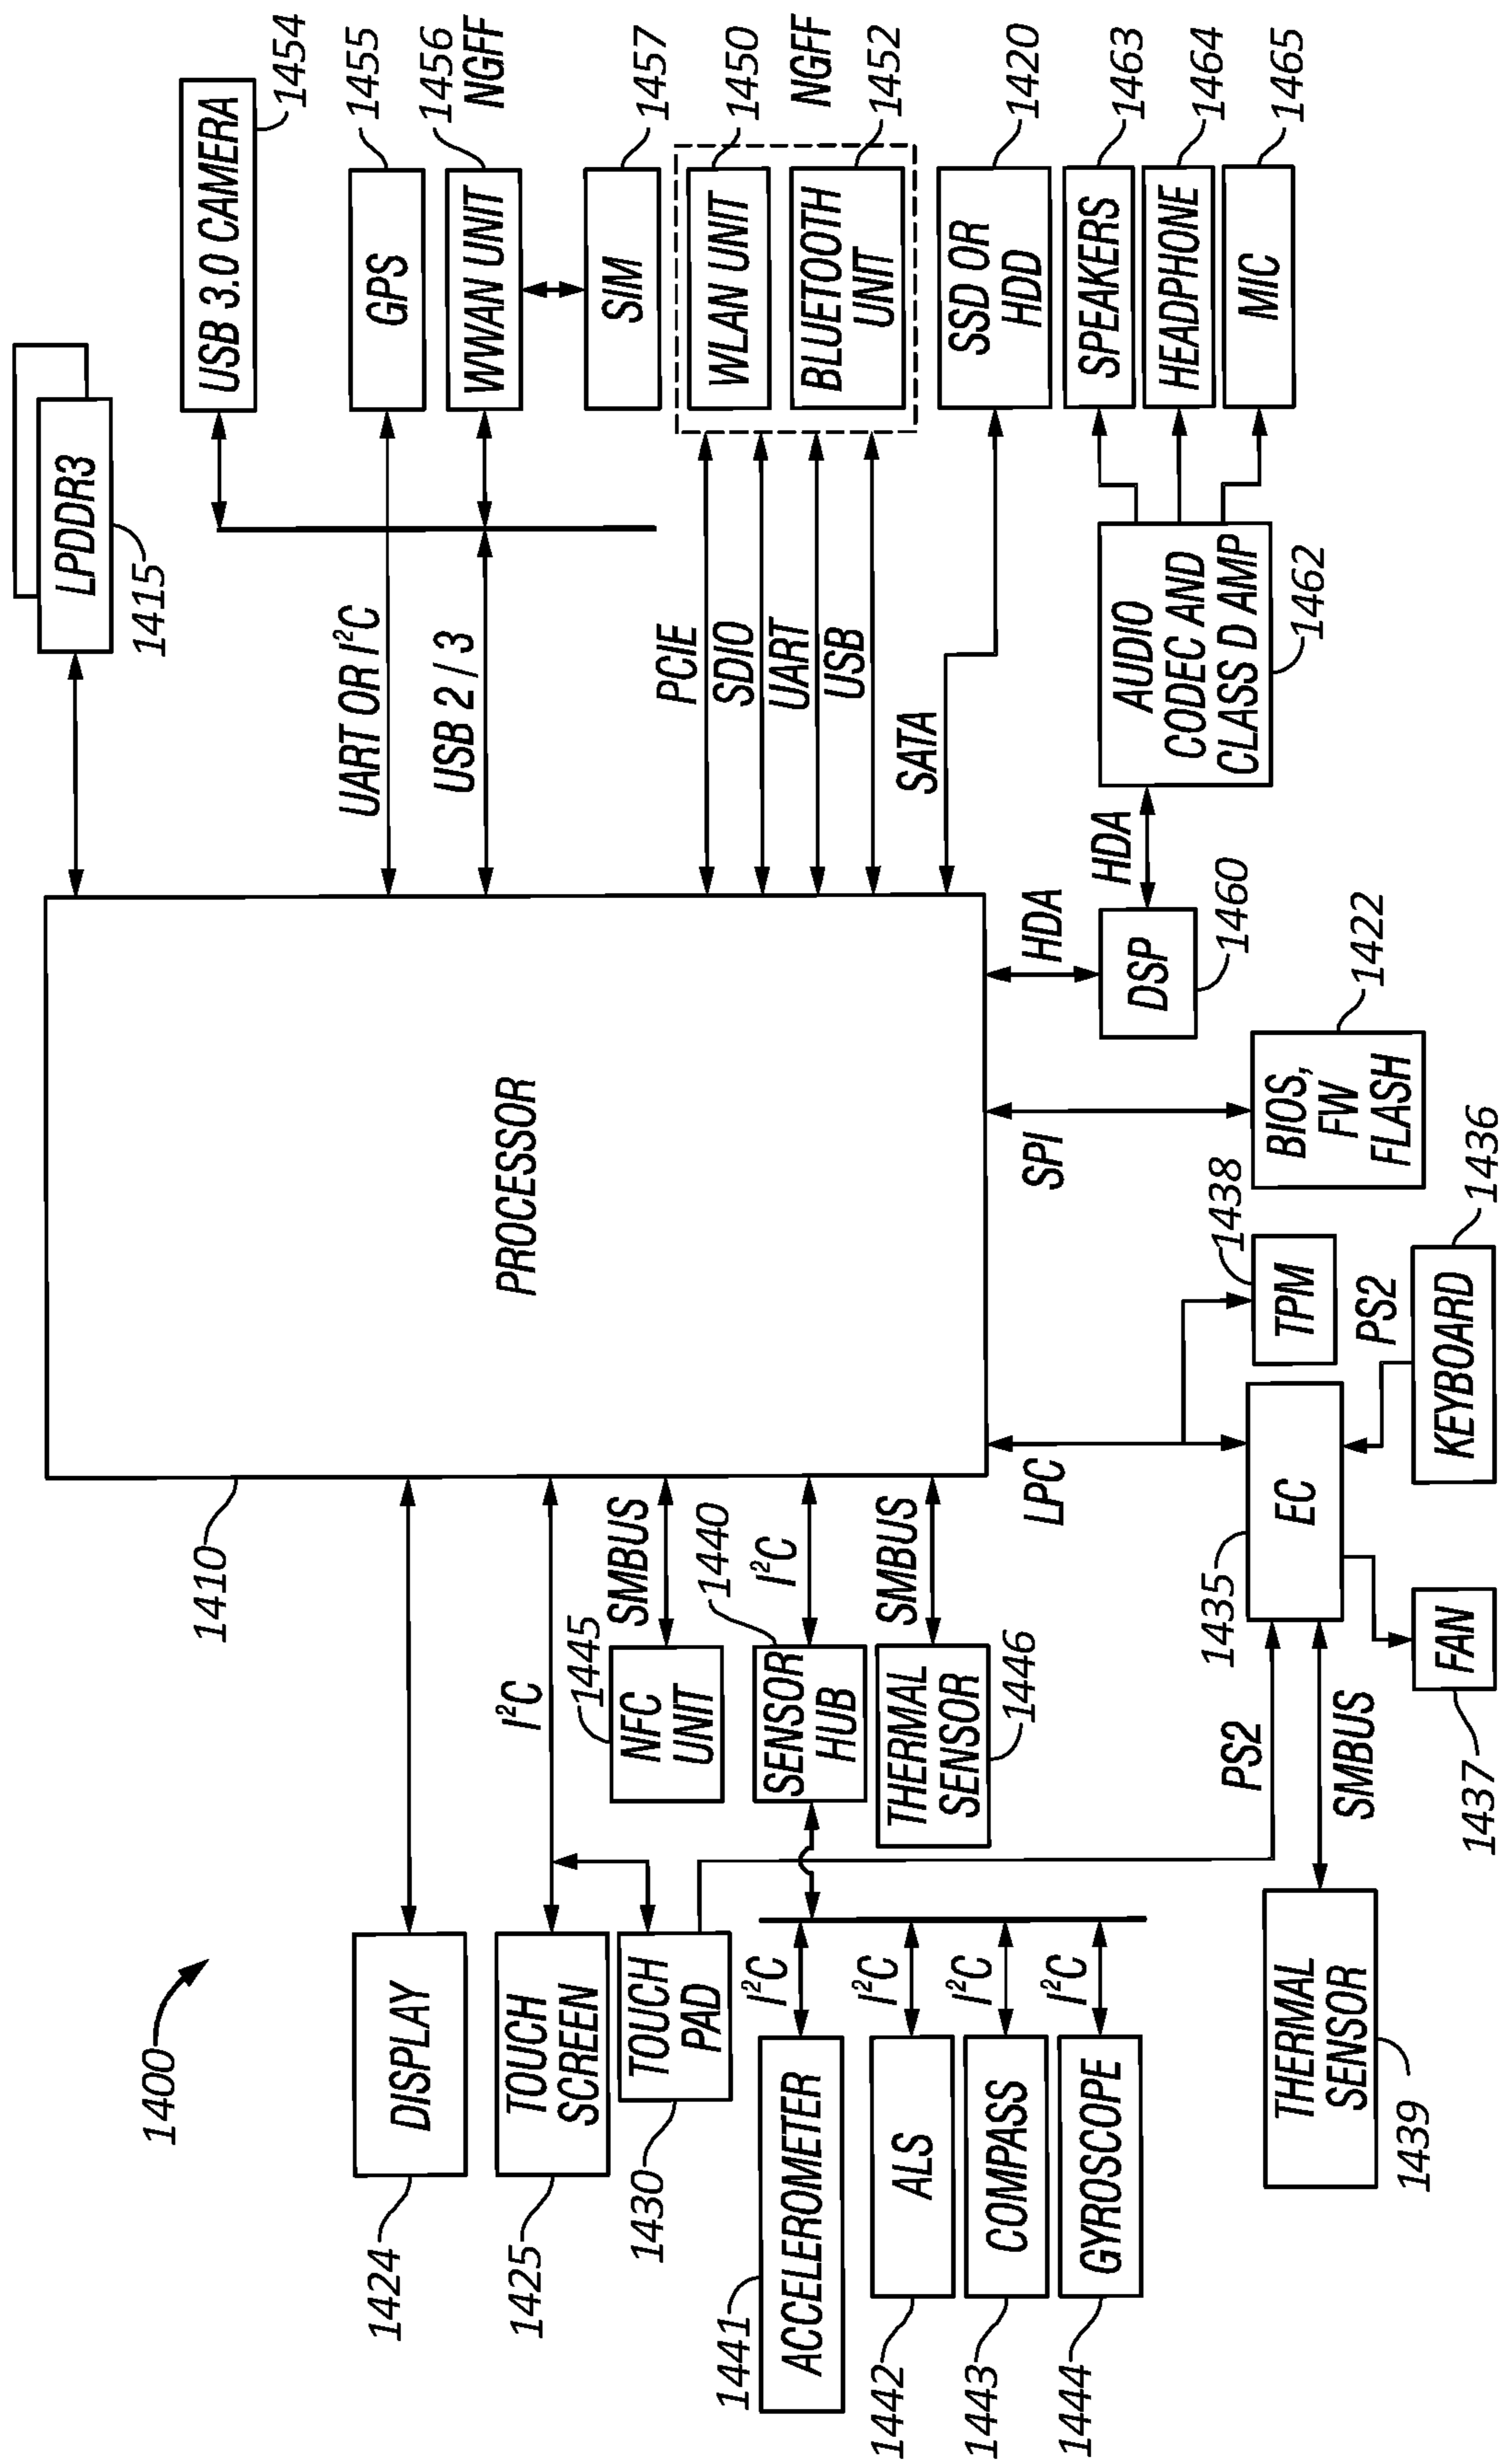 1400
LPDDR3
1415
USB 3.0 CAMERA
1454
1410
PROCESSOR
DISPLAY
1424
UART OR I²C
GPS
1455
USB 2 / 3
WWAN UNIT
1456
NGFF
SIM
1457
I²C
TOUCH
SCREEN
1425
TOUCH
PAD
1430
SMBUS
NFC
UNIT
1445
PCIE
SDIO
UART
USB
WLAN UNIT
1450
NGFF
BLUETOOTH
UNIT
1452
I²C
SENSOR
HUB
1440
SMBUS
THERMAL
SENSOR
1446
SATA
SSD OR
HDD
1420
I²C
ACCELEROMETER
1441
I²C
ALS
1442
I²C
COMPASS
1443
I²C
GYROSCOPE
1444
HDA
DSP
1460
HDA
AUDIO
CODEC AND
CLASS D AMP
1462
SPEAKERS
1463
HEADPHONE
1464
MIC
1465
LPC
SPI
BIOS,
FW
FLASH
1422
TPM
1438
EC
1435
PS2
KEYBOARD
1436
PS2
SMBUS
THERMAL
SENSOR
1439
FAN
1437